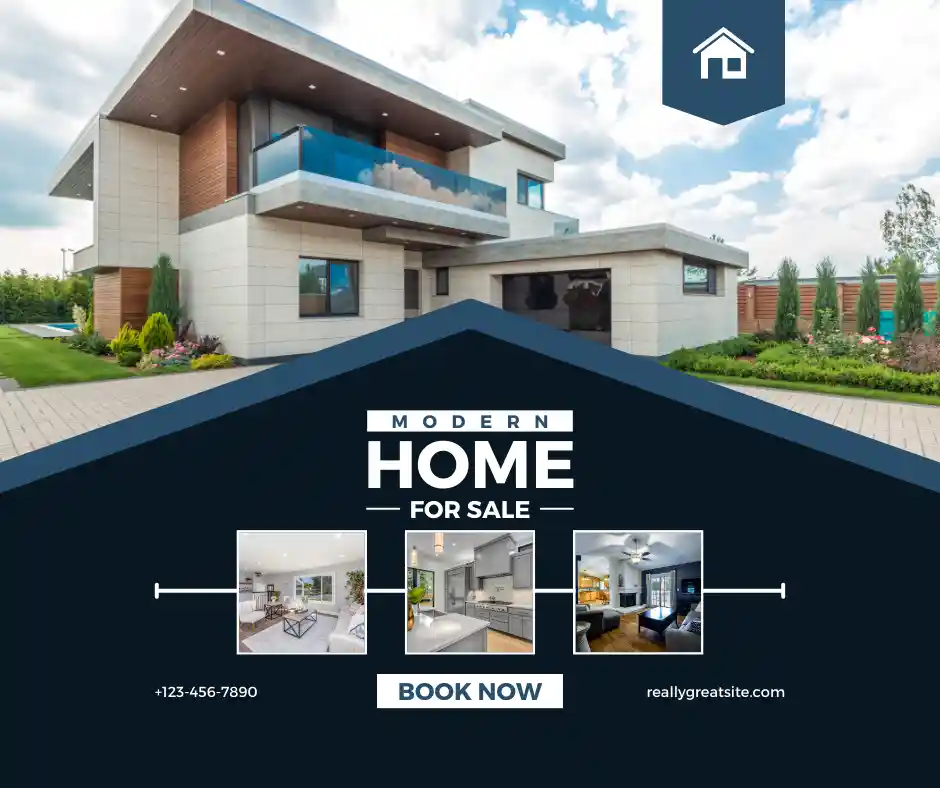 MODERN
HOME
FOR SALE
+123-456-7890
BOOK NOW
reallygreatsite.com